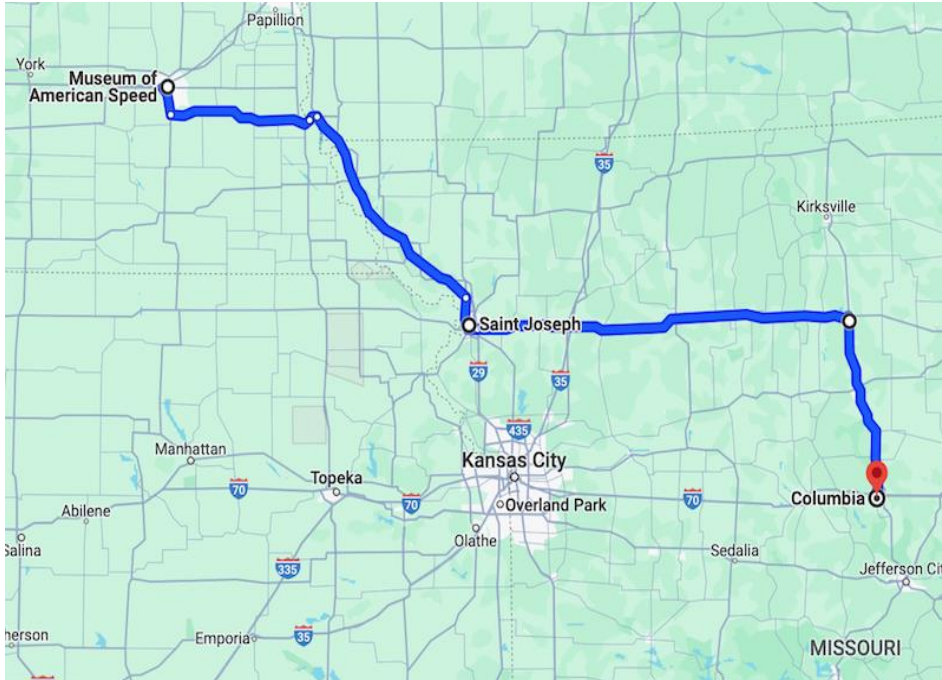 Papillion
York
Museum of
American Speed
35
Kirksville
Saint Joseph
29
35
435
Manhattan
Kansas City
Topeka
70
70
70
Columbia
Abilene
Overland Park
Salina
Olathe
Sedalia
335
Jefferson Cit
herson
Emporia
35
MISSOURI